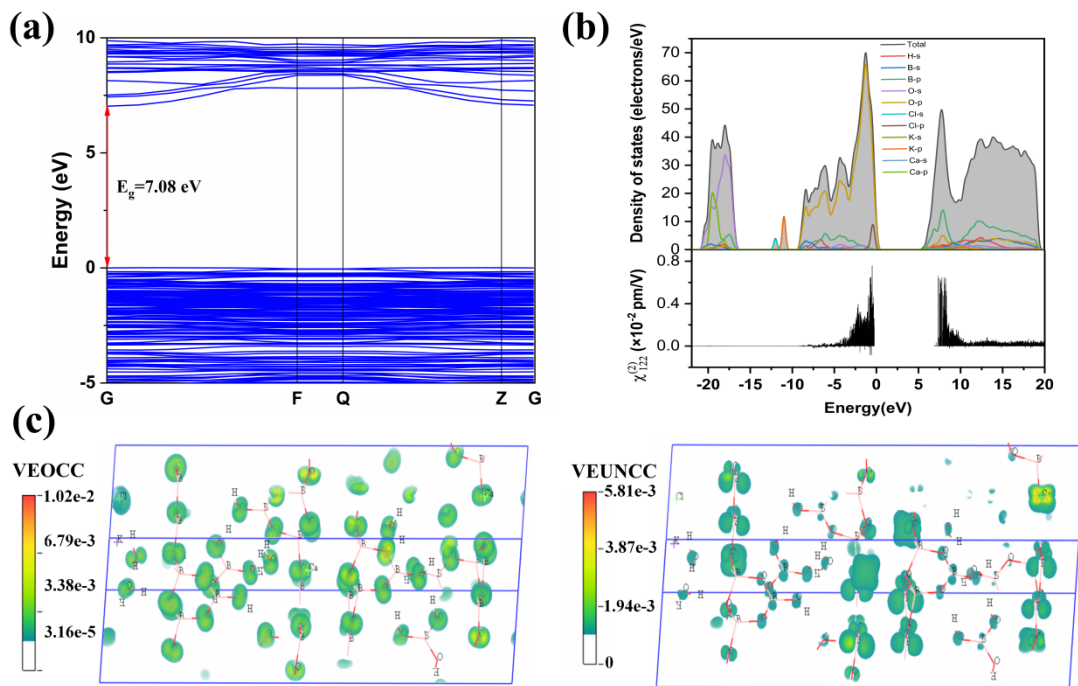 (a)
10
5
0
-5
Energy (eV)
E_g=7.08 eV
G
F
Q
Z
G
(b)
70
60
50
40
30
20
10
0
Density of states (electrons/eV)
Total
H-s
B-s
B-p
O-s
O-p
Cl-s
Cl-p
K-s
K-p
Ca-s
Ca-p
0.8
0.4
0.0
χ^{(2)}_{122} (×10^{-2} pm/V)
-20
-15
-10
-5
0
5
10
15
20
Energy(eV)
(c)
VEOCC
1.02e-2
6.79e-3
3.38e-3
3.16e-5
VEUNCC
-5.81e-3
-3.87e-3
-1.94e-3
0